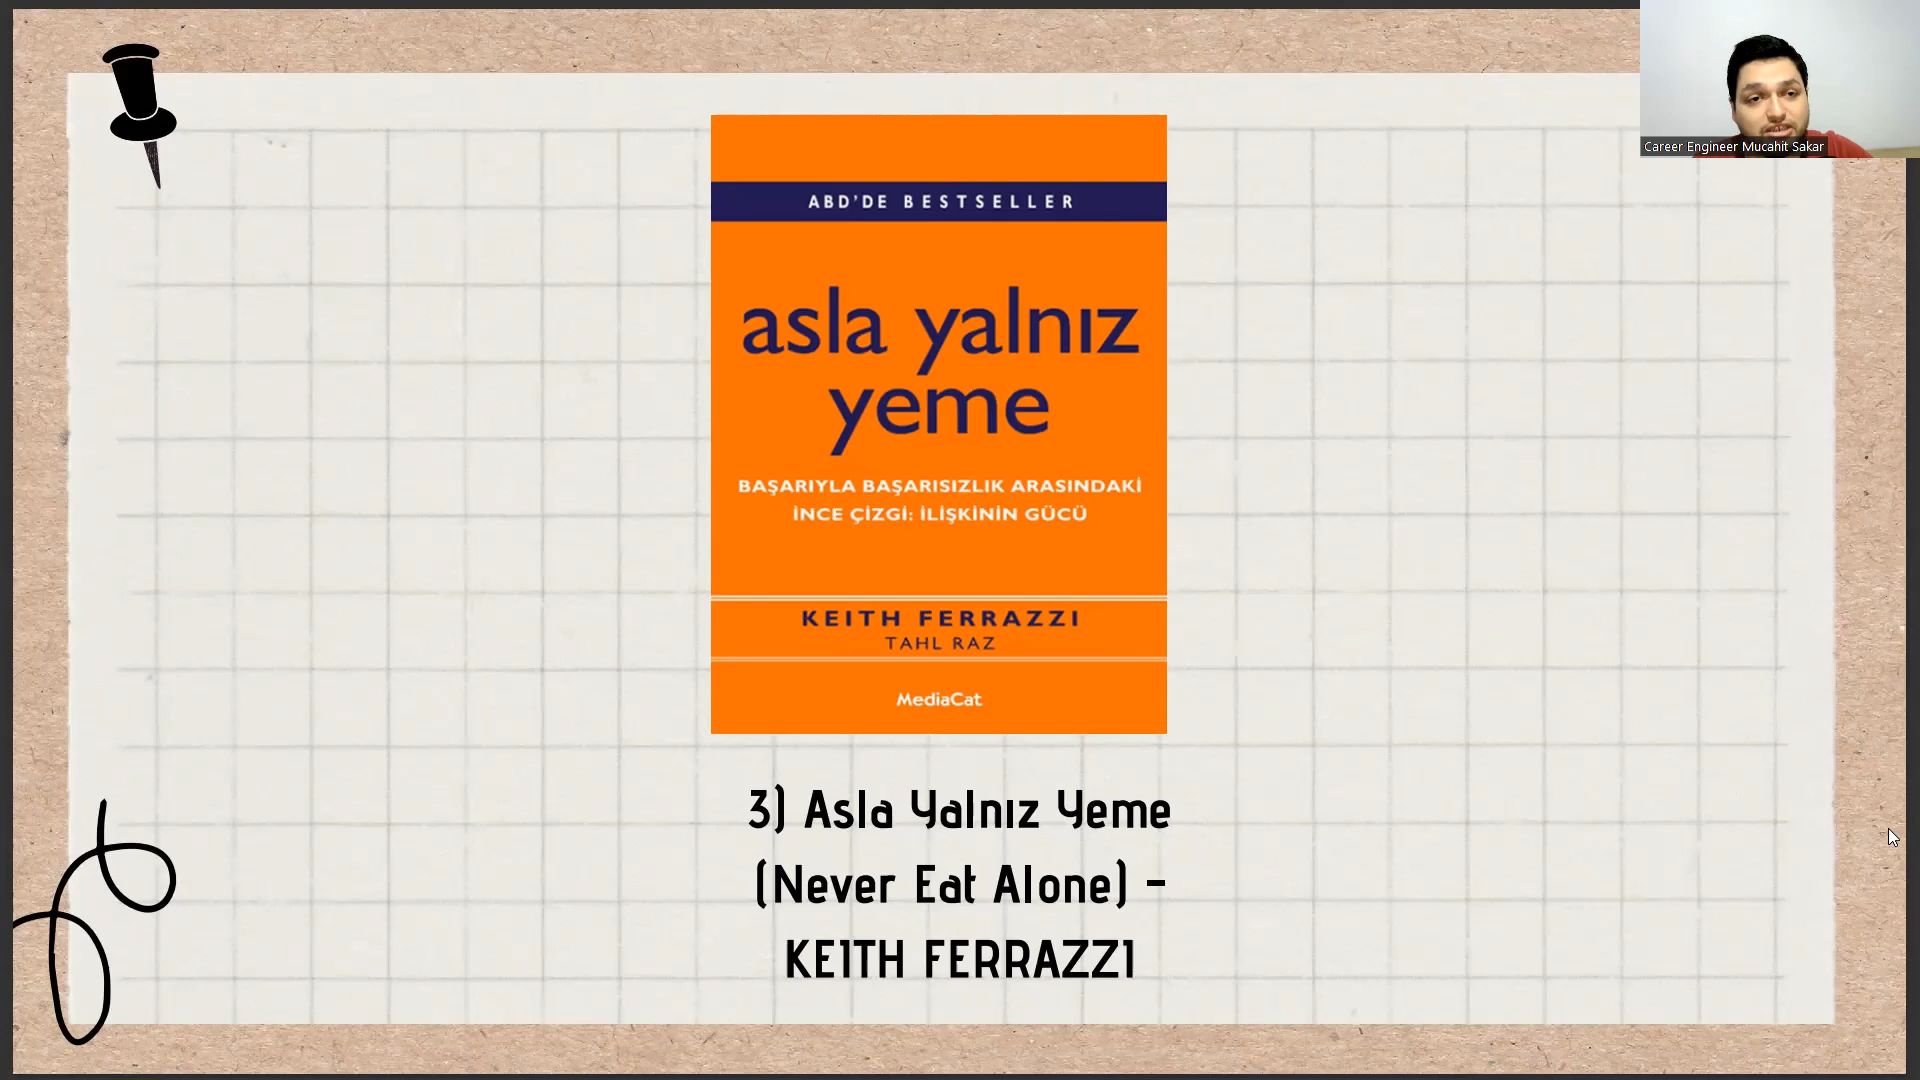 Career Engineer Mucahit Sakar
ABD'DE BESTSELLER
asla yalnız
yeme
BAŞARIYLA BAŞARISIZLIK ARASINDAKİ
İNCE ÇİZGİ: İLİŞKİNİN GÜCÜ
KEITH FERRAZZI
TAHL RAZ
MediaCat
3) Asla Yalnız Yeme
(Never Eat Alone) -
KEITH FERRAZZI